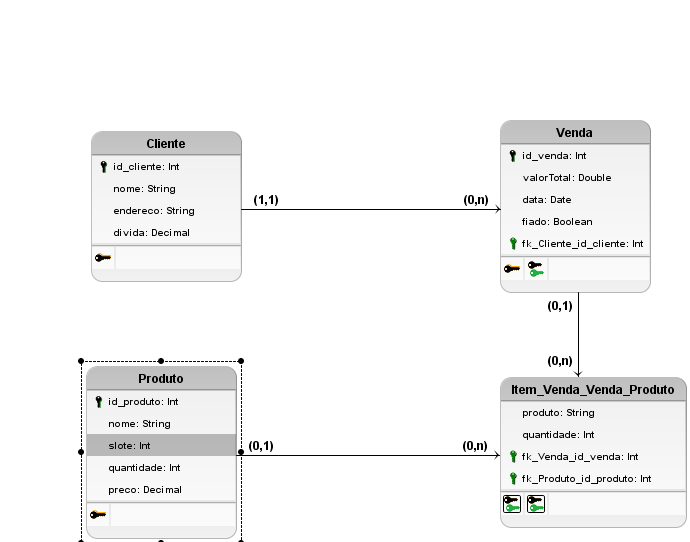 Cliente
id_cliente: Int
nome: String
endereco: String
divida: Decimal
(1,1)
(0,n)
Venda
id_venda: Int
valorTotal: Double
data: Date
fiado: Boolean
fk_Cliente_id_cliente: Int
(0,1)
(0,n)
Produto
id_produto: Int
nome: String
slote: Int
quantidade: Int
preco: Decimal
(0,1)
(0,n)
Item_Venda_Venda_Produto
produto: String
quantidade: Int
fk_Venda_id_venda: Int
fk_Produto_id_produto: Int